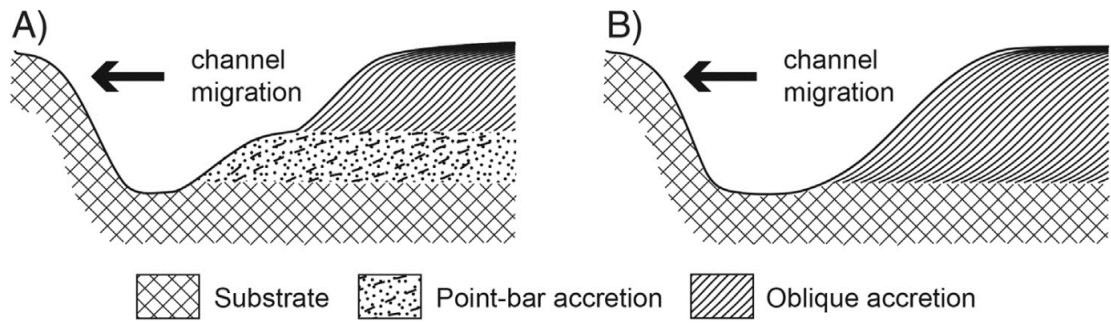 A)
channel
migration
B)
channel
migration
Substrate
Point-bar accretion
Oblique accretion